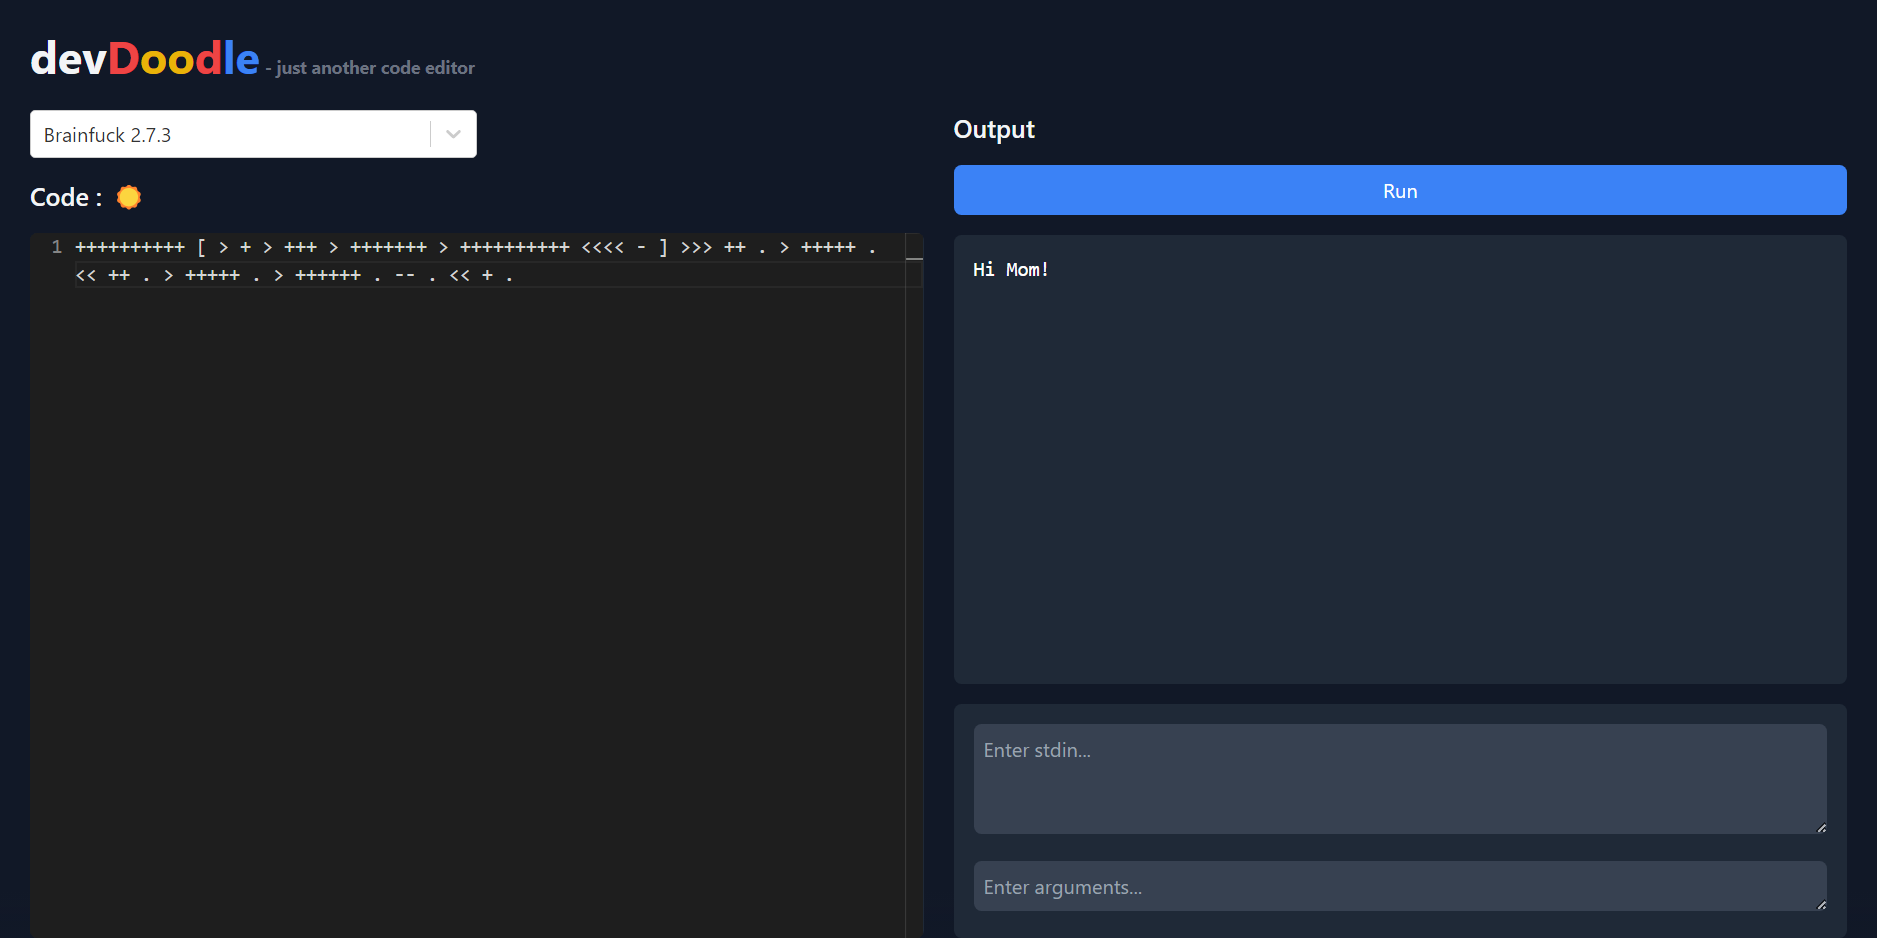 devDoodle - just another code editor
Brainfuck 2.7.3
Code :
1 ++++++++++ [ > + > +++ > +++++++ > ++++++++++ <<<< - ] >>> ++ . > +++++ .
<< ++ . > +++++ . > ++++++ . -- . << + .
Output
Run
Hi Mom!
Enter stdin...
Enter arguments...